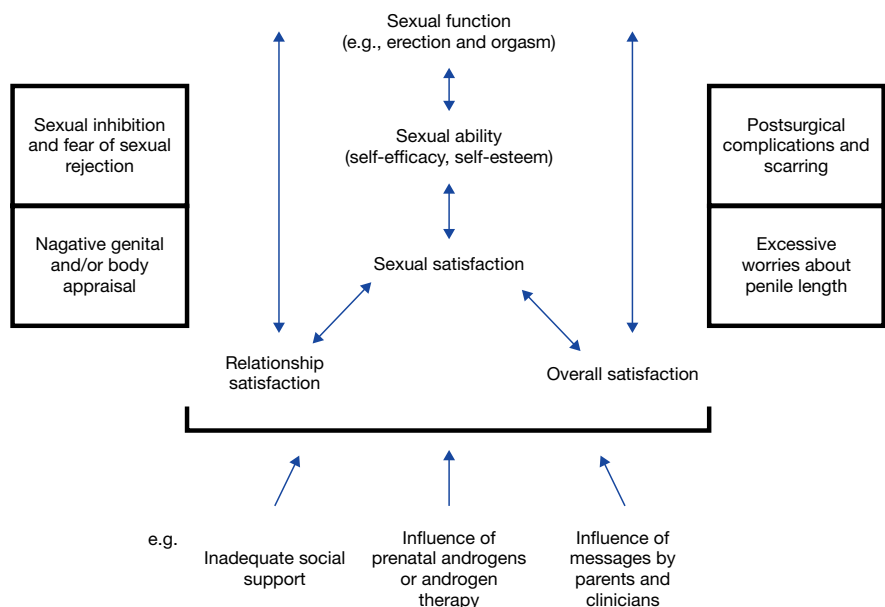 Sexual function
(e.g., erection and orgasm)
Sexual inhibition
and fear of sexual
rejection
Sexual ability
(self-efficacy, self-esteem)
Postsurgical
complications and
scarring
Nagative genital
and/or body
appraisal
Sexual satisfaction
Excessive
worries about
penile length
Relationship
satisfaction
Overall satisfaction
e.g.
Inadequate social
support
Influence of
prenatal androgens
or androgen
therapy
Influence of
messages by
parents and
clinicians